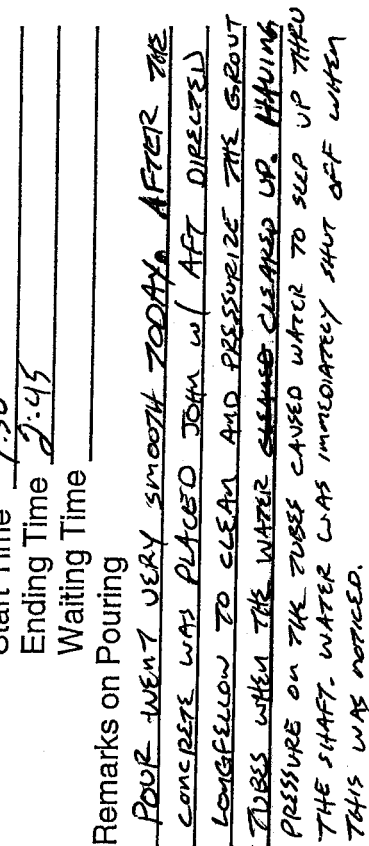 Start Time
Ending Time 2:45
Waiting Time
Remarks on Pouring
POUR WENT VERY SMOOTH TODAY. AFTER THE
CONCRETE WAS PLACED JOHN W/ AFT DIRECTED
LONGFELLOW TO CLEAN AND PRESSURIZE THE GROUT
TUBES WHEN THE WATER CLEARED UP. HAVING
PRESSURE ON THE TUBES CAUSED WATER TO SEEP UP THRU
THE SHAFT. WATER WAS IMMEDIATELY SHUT OFF WHEN
THIS WAS NOTICED.